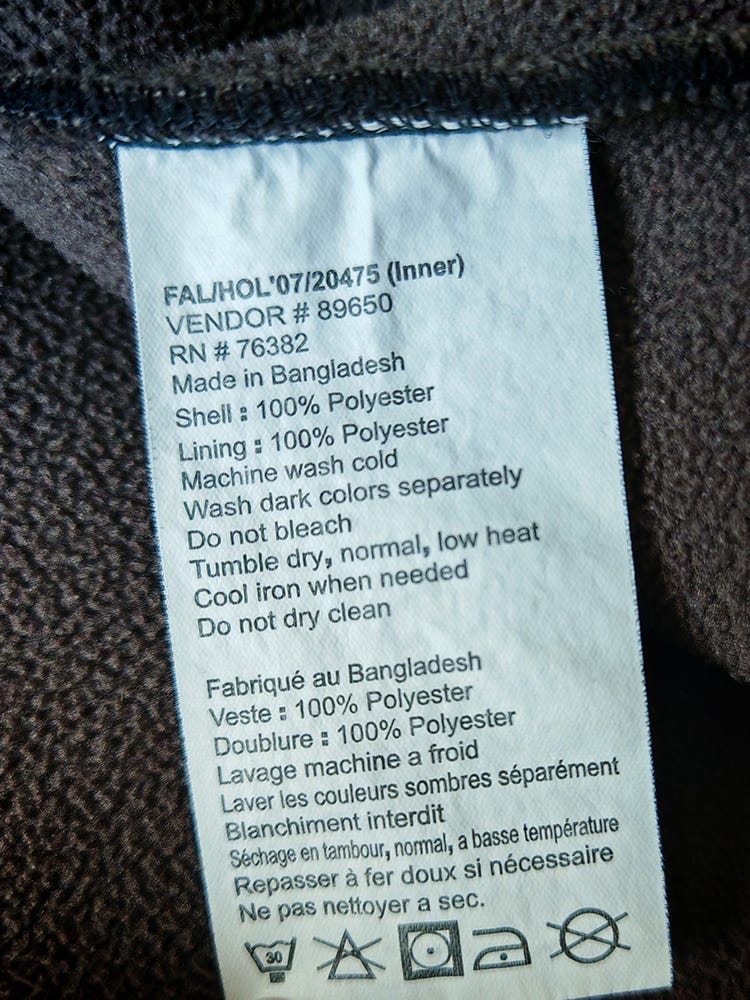 FAL/HOL'07/20475 (Inner)
VENDOR # 89650
RN # 76382
Made in Bangladesh
Shell : 100% Polyester
Lining : 100% Polyester
Machine wash cold
Wash dark colors separately
Do not bleach
Tumble dry, normal, low heat
Cool iron when needed
Do not dry clean
Fabriqué au Bangladesh
Veste : 100% Polyester
Doublure : 100% Polyester
Lavage machine a froid
Laver les couleurs sombres séparément
Blanchiment interdit
Séchage en tambour, normal, a basse température
Repasser à fer doux si nécessaire
Ne pas nettoyer a sec.
30